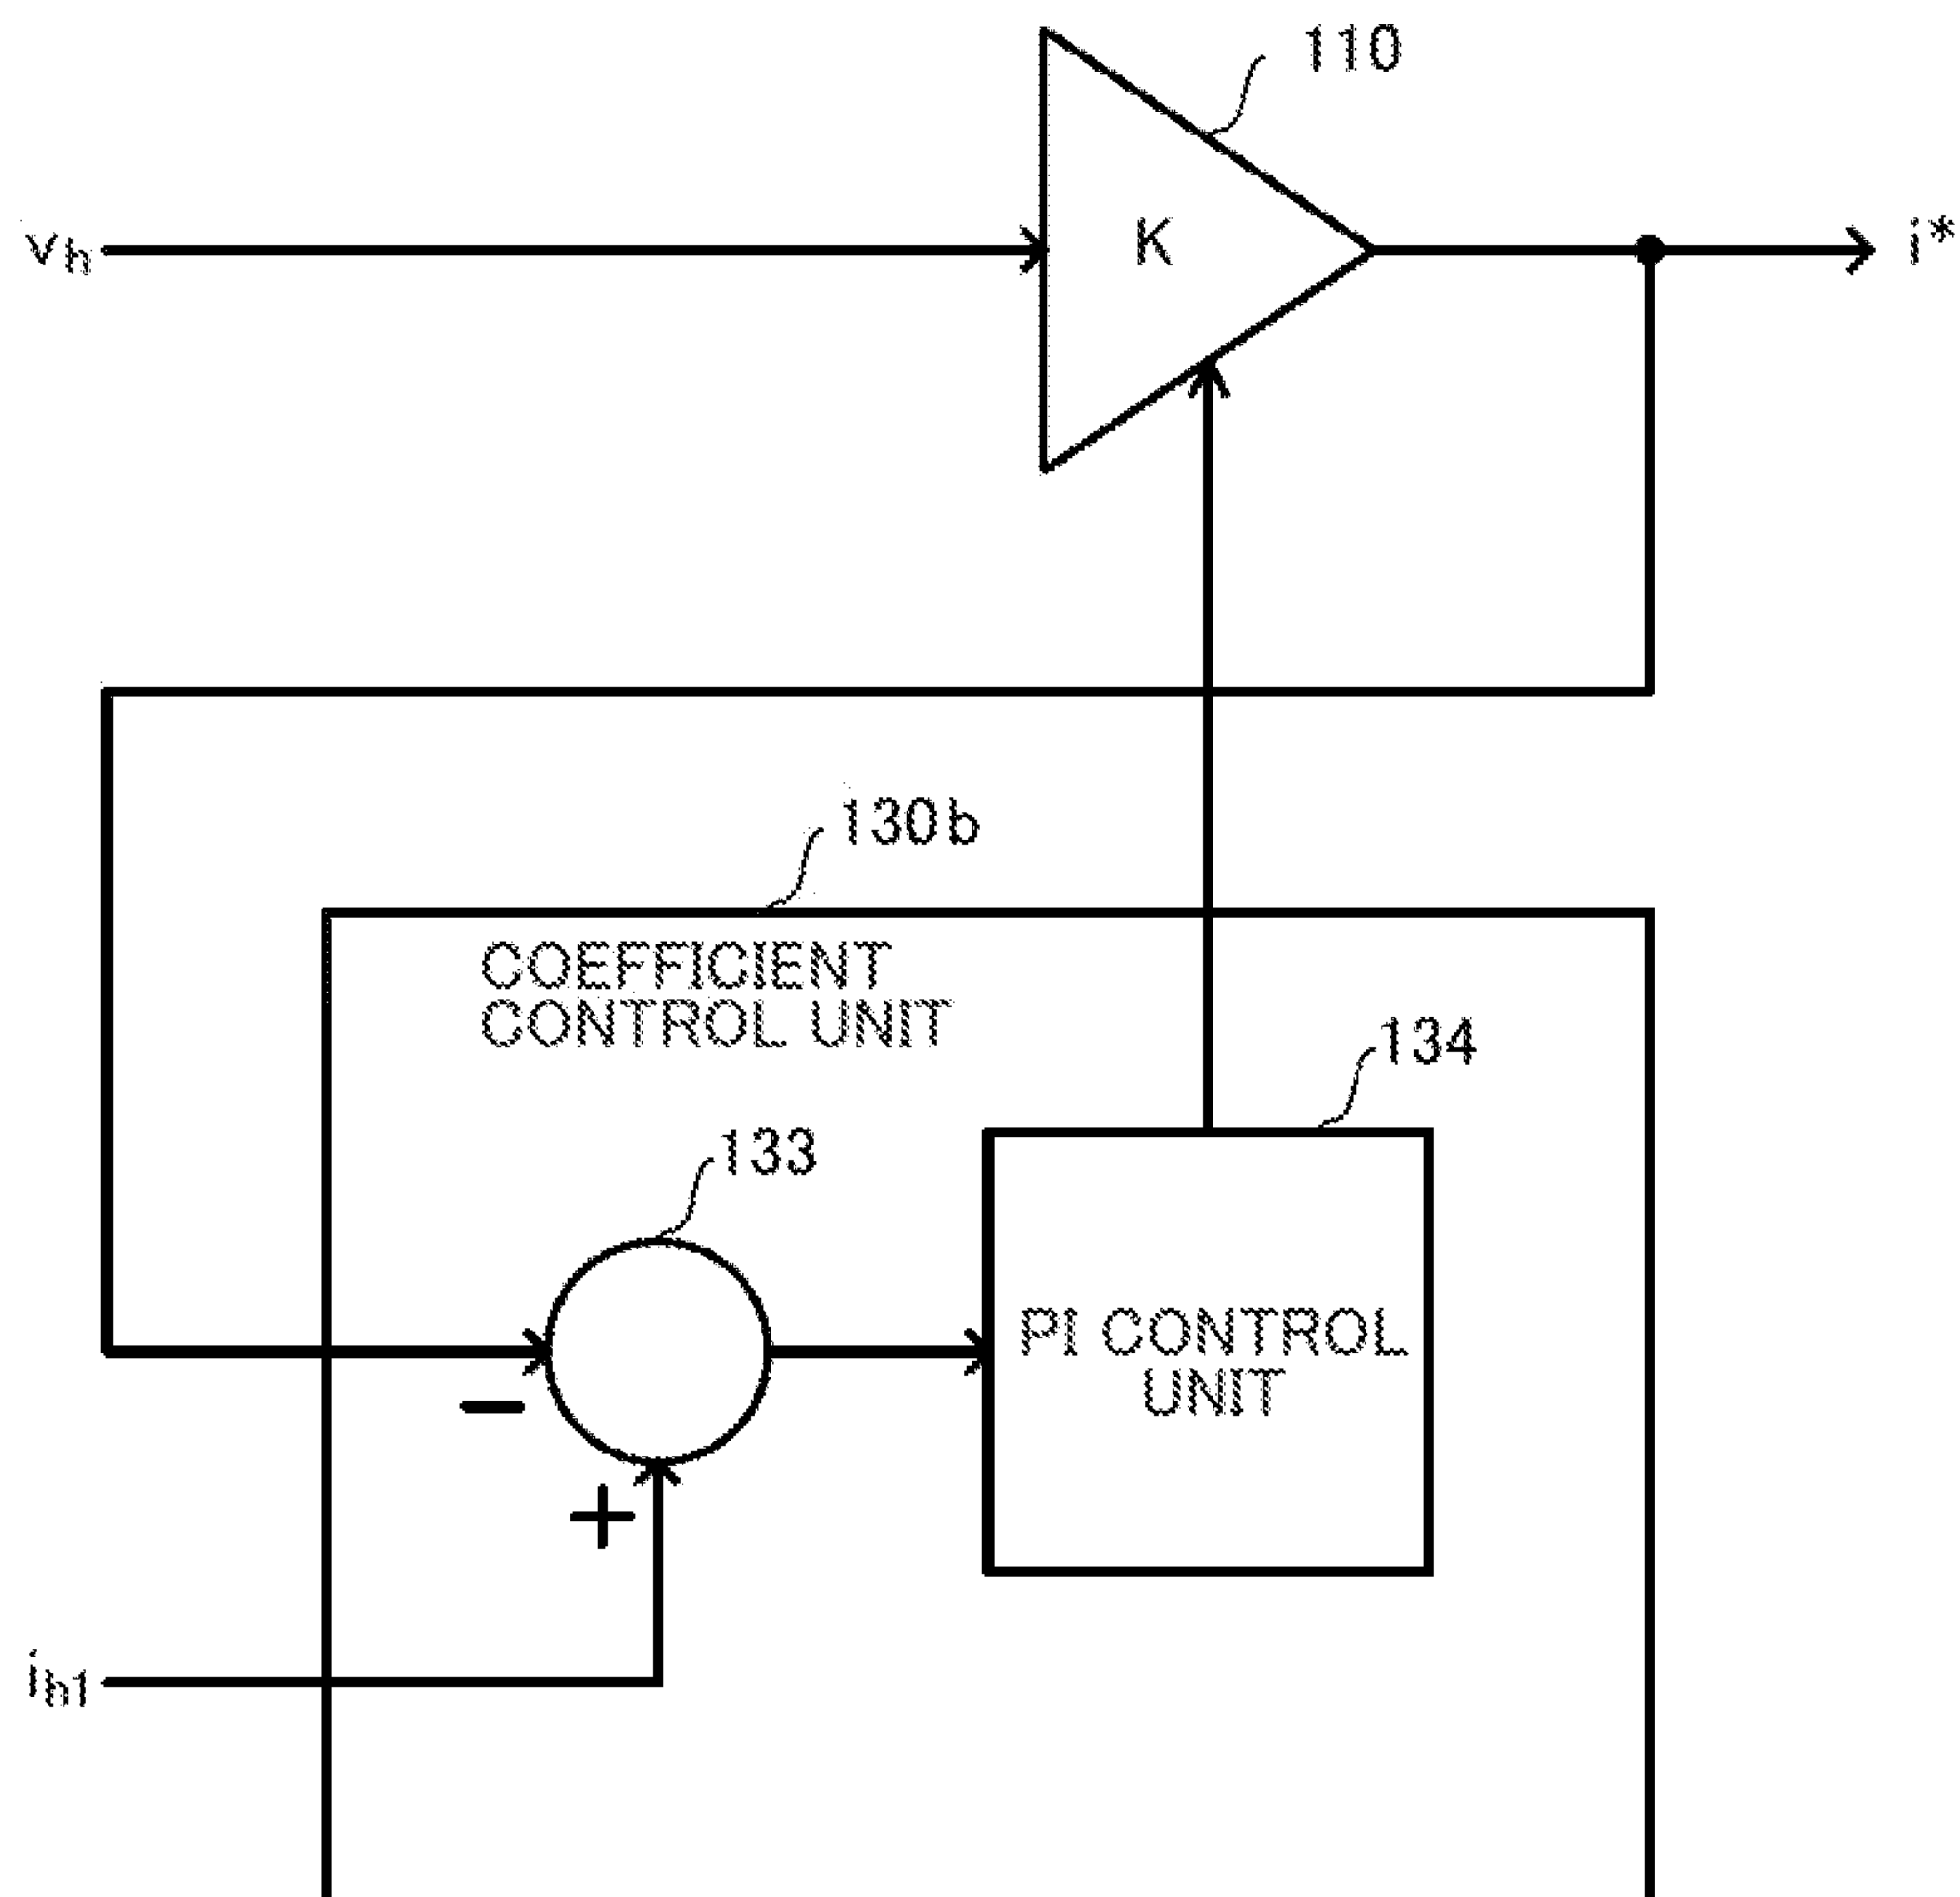 110
vh
K
i*
130b
COEFFICIENT
CONTROL UNIT
134
133
PI CONTROL
UNIT
−
+
ih1